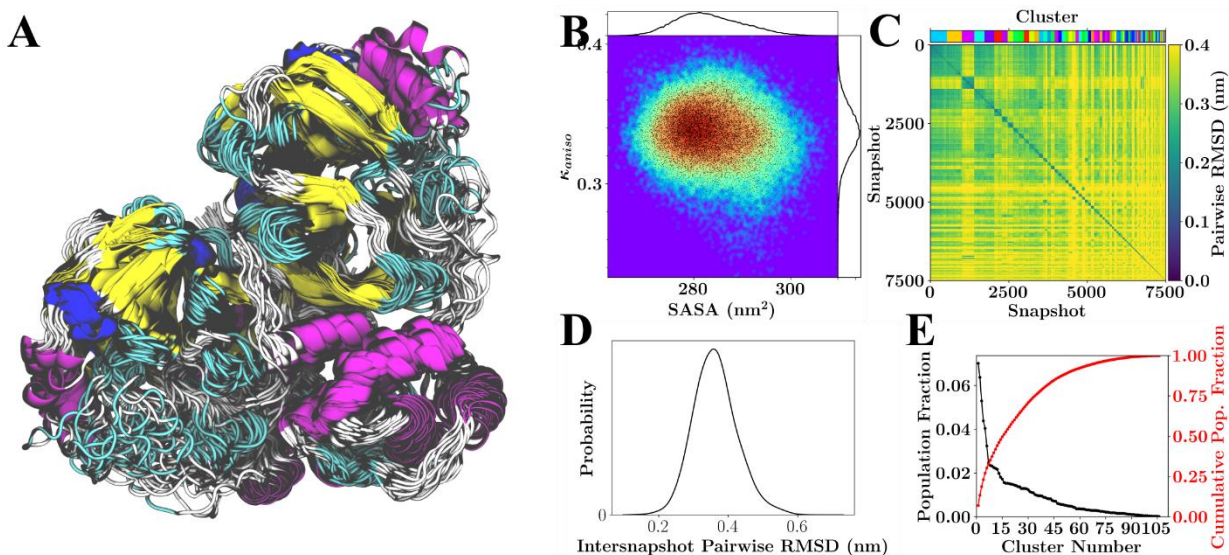 A
B
0.4
0.3
κaniso
280
300
SASA (nm²)
C
Cluster
0
2500
5000
7500
Snapshot
0
2500
5000
7500
Snapshot
0.4
0.3
0.2
0.1
0.0
Pairwise RMSD (nm)
D
Probability
0
0.2
0.4
0.6
Intersnapshot Pairwise RMSD (nm)
E
Population Fraction
0.06
0.04
0.02
0.00
0
15
30
45
60
75
90
105
Cluster Number
1.00
0.75
0.50
0.25
0.00
Cumulative Pop. Fraction